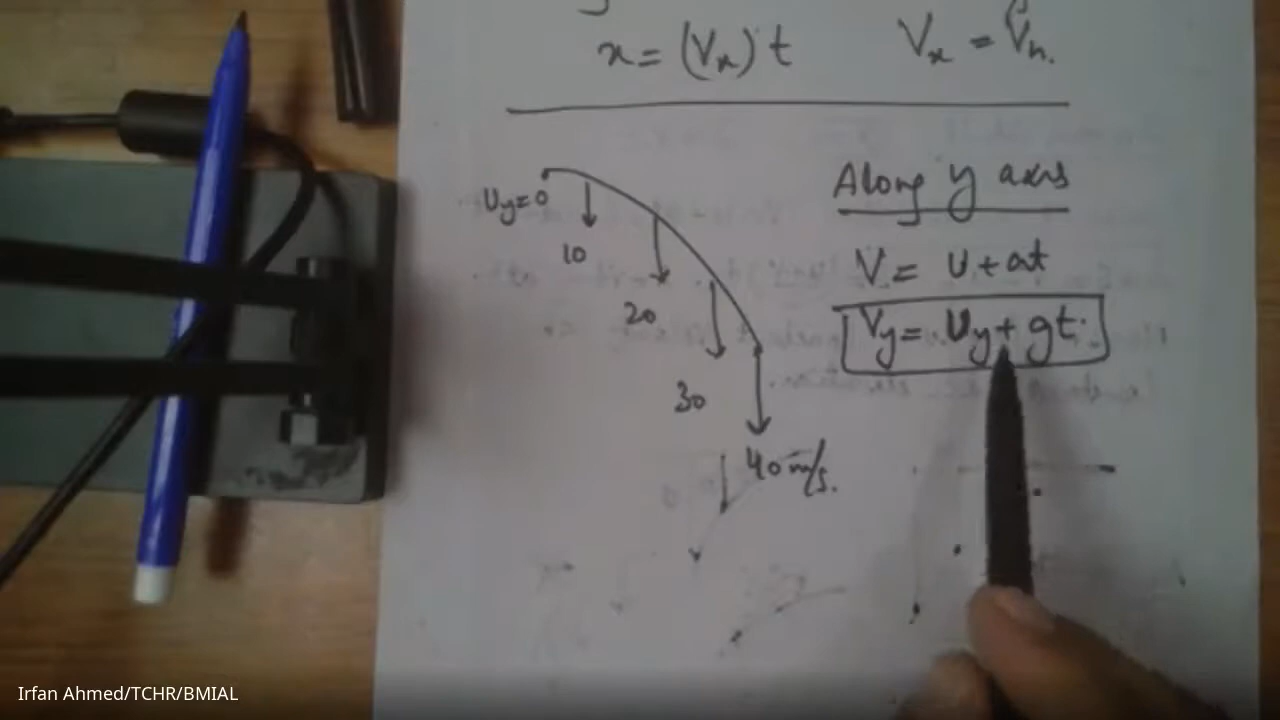 x = (Vx) t Vx = Vh.
Along y axis
Uy=0
V = U + at
10
Vy = Uy + gt.
20
30
40 m/s.
Irfan Ahmed/TCHR/BMIAL